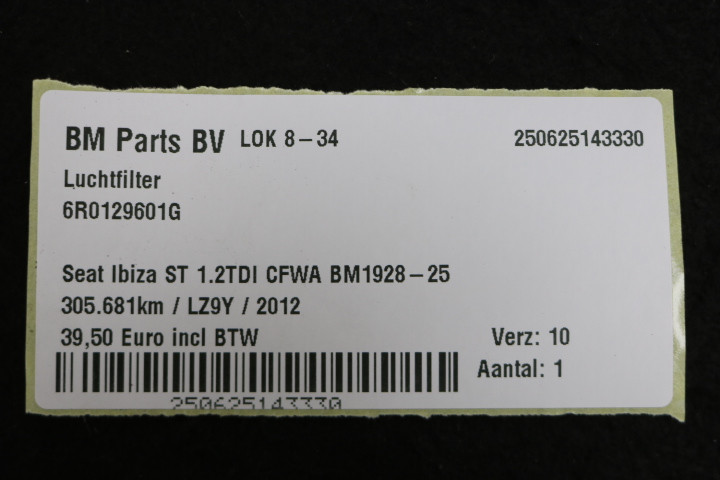 BM Parts BV LOK 8-34 250625143330
Luchtfilter
6R0129601G
Seat Ibiza ST 1.2TDI CFWA BM1928-25
305.681km / LZ9Y / 2012
39,50 Euro incl BTW Verz: 10
Aantal: 1
250625143330